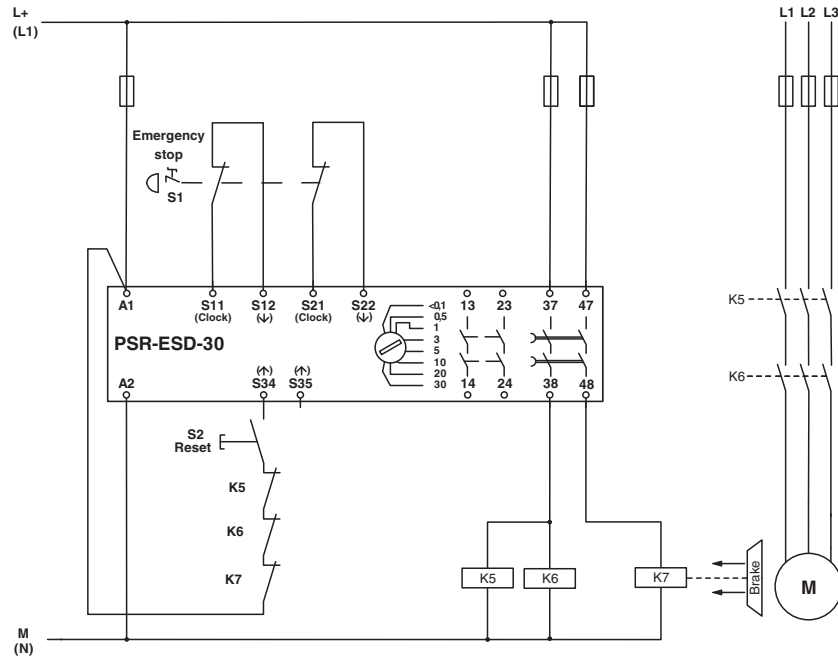 L+
(L1)
L1 L2 L3
Emergency
stop
S1
K5
K6
A1 S11 S12 S21 S22 13 23 37 47
(Clock) (↓) (Clock) (↓)
<0,1
0,5
1
3
5
10
20
30
PSR-ESD-30
(↑) (↑)
A2 S34 S35 14 24 38 48
S2
Reset
K5
K6
K7
K5 K6 K7
Brake
M
M
(N)